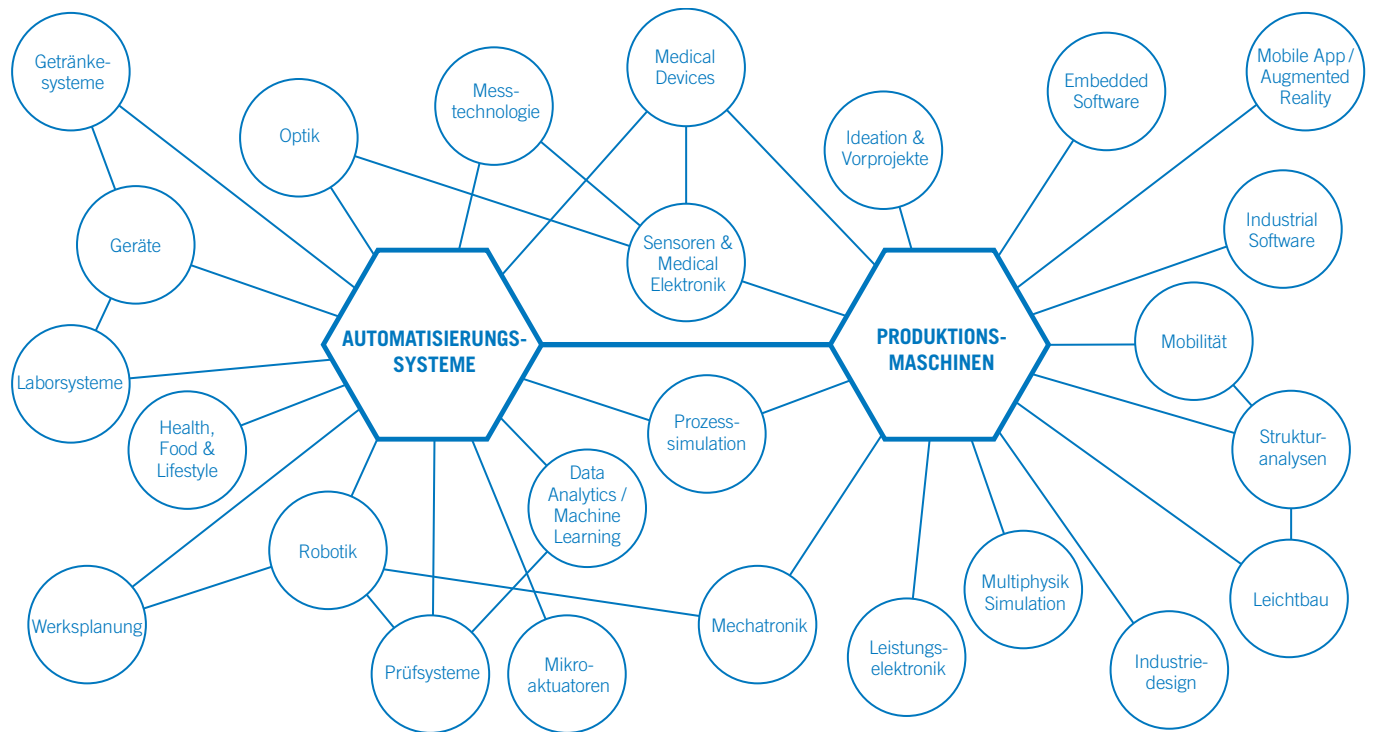 Getränke-
systeme
Optik
Mess-
technologie
Medical
Devices
Ideation &
Vorprojekte
Embedded
Software
Mobile App /
Augmented
Reality
Geräte
Sensoren &
Medical
Elektronik
Industrial
Software
AUTOMATISIERUNGS-
SYSTEME
PRODUKTIONS-
MASCHINEN
Mobilität
Laborsysteme
Health,
Food &
Lifestyle
Prozess-
simulation
Struktur-
analysen
Data
Analytics /
Machine
Learning
Robotik
Werksplanung
Prüfsysteme
Mikro-
aktuatoren
Mechatronik
Leistungs-
elektronik
Multiphysik
Simulation
Industrie-
design
Leichtbau